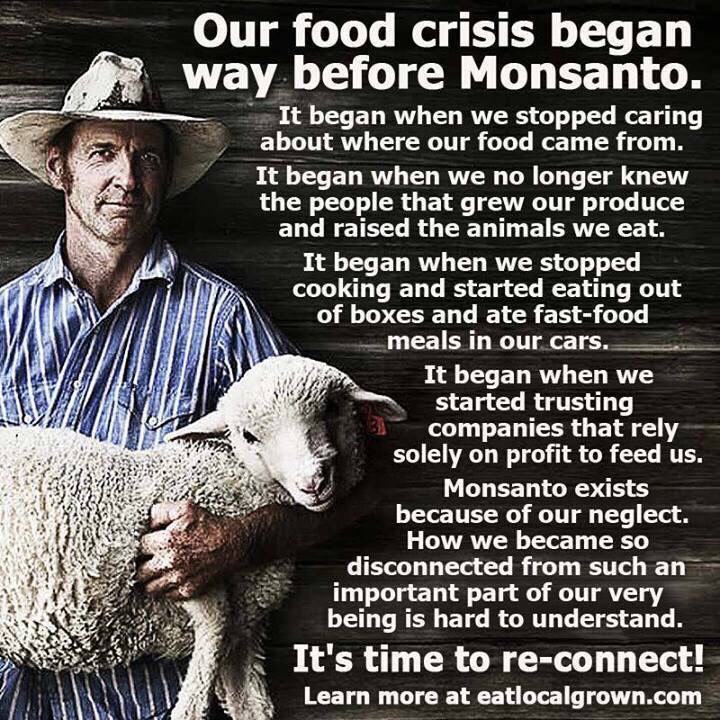 Our food crisis began
way before Monsanto.
It began when we stopped caring
about where our food came from.
It began when we no longer knew
the people that grew our produce
and raised the animals we eat.
It began when we stopped
cooking and started eating out
of boxes and ate fast-food
meals in our cars.
It began when we
started trusting
companies that rely
solely on profit to feed us.
Monsanto exists
because of our neglect.
How we became so
disconnected from such an
important part of our very
being is hard to understand.
It's time to re-connect!
Learn more at eatlocalgrown.com